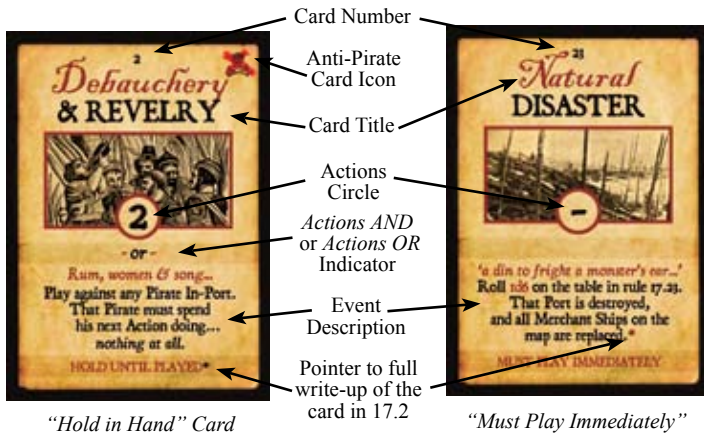 Card Number
Anti-Pirate
Card Icon
Card Title
Actions
Circle
Actions AND
or Actions OR
Indicator
Event
Description
Pointer to full
write-up of the
card in 17.2
2
Debauchery
& REVELRY
2
- or -
Rum, women & song...
Play against any Pirate In-Port.
That Pirate must spend
his next Action doing...
nothing at all.
HOLD UNTIL PLAYED*
"Hold in Hand" Card
23
Natural
DISASTER
-
'a din to fright a monster's ear...'
Roll 1d6 on the table in rule 17.23.
That Port is destroyed,
and all Merchant Ships on the
map are replaced.*
MUST PLAY IMMEDIATELY
"Must Play Immediately"